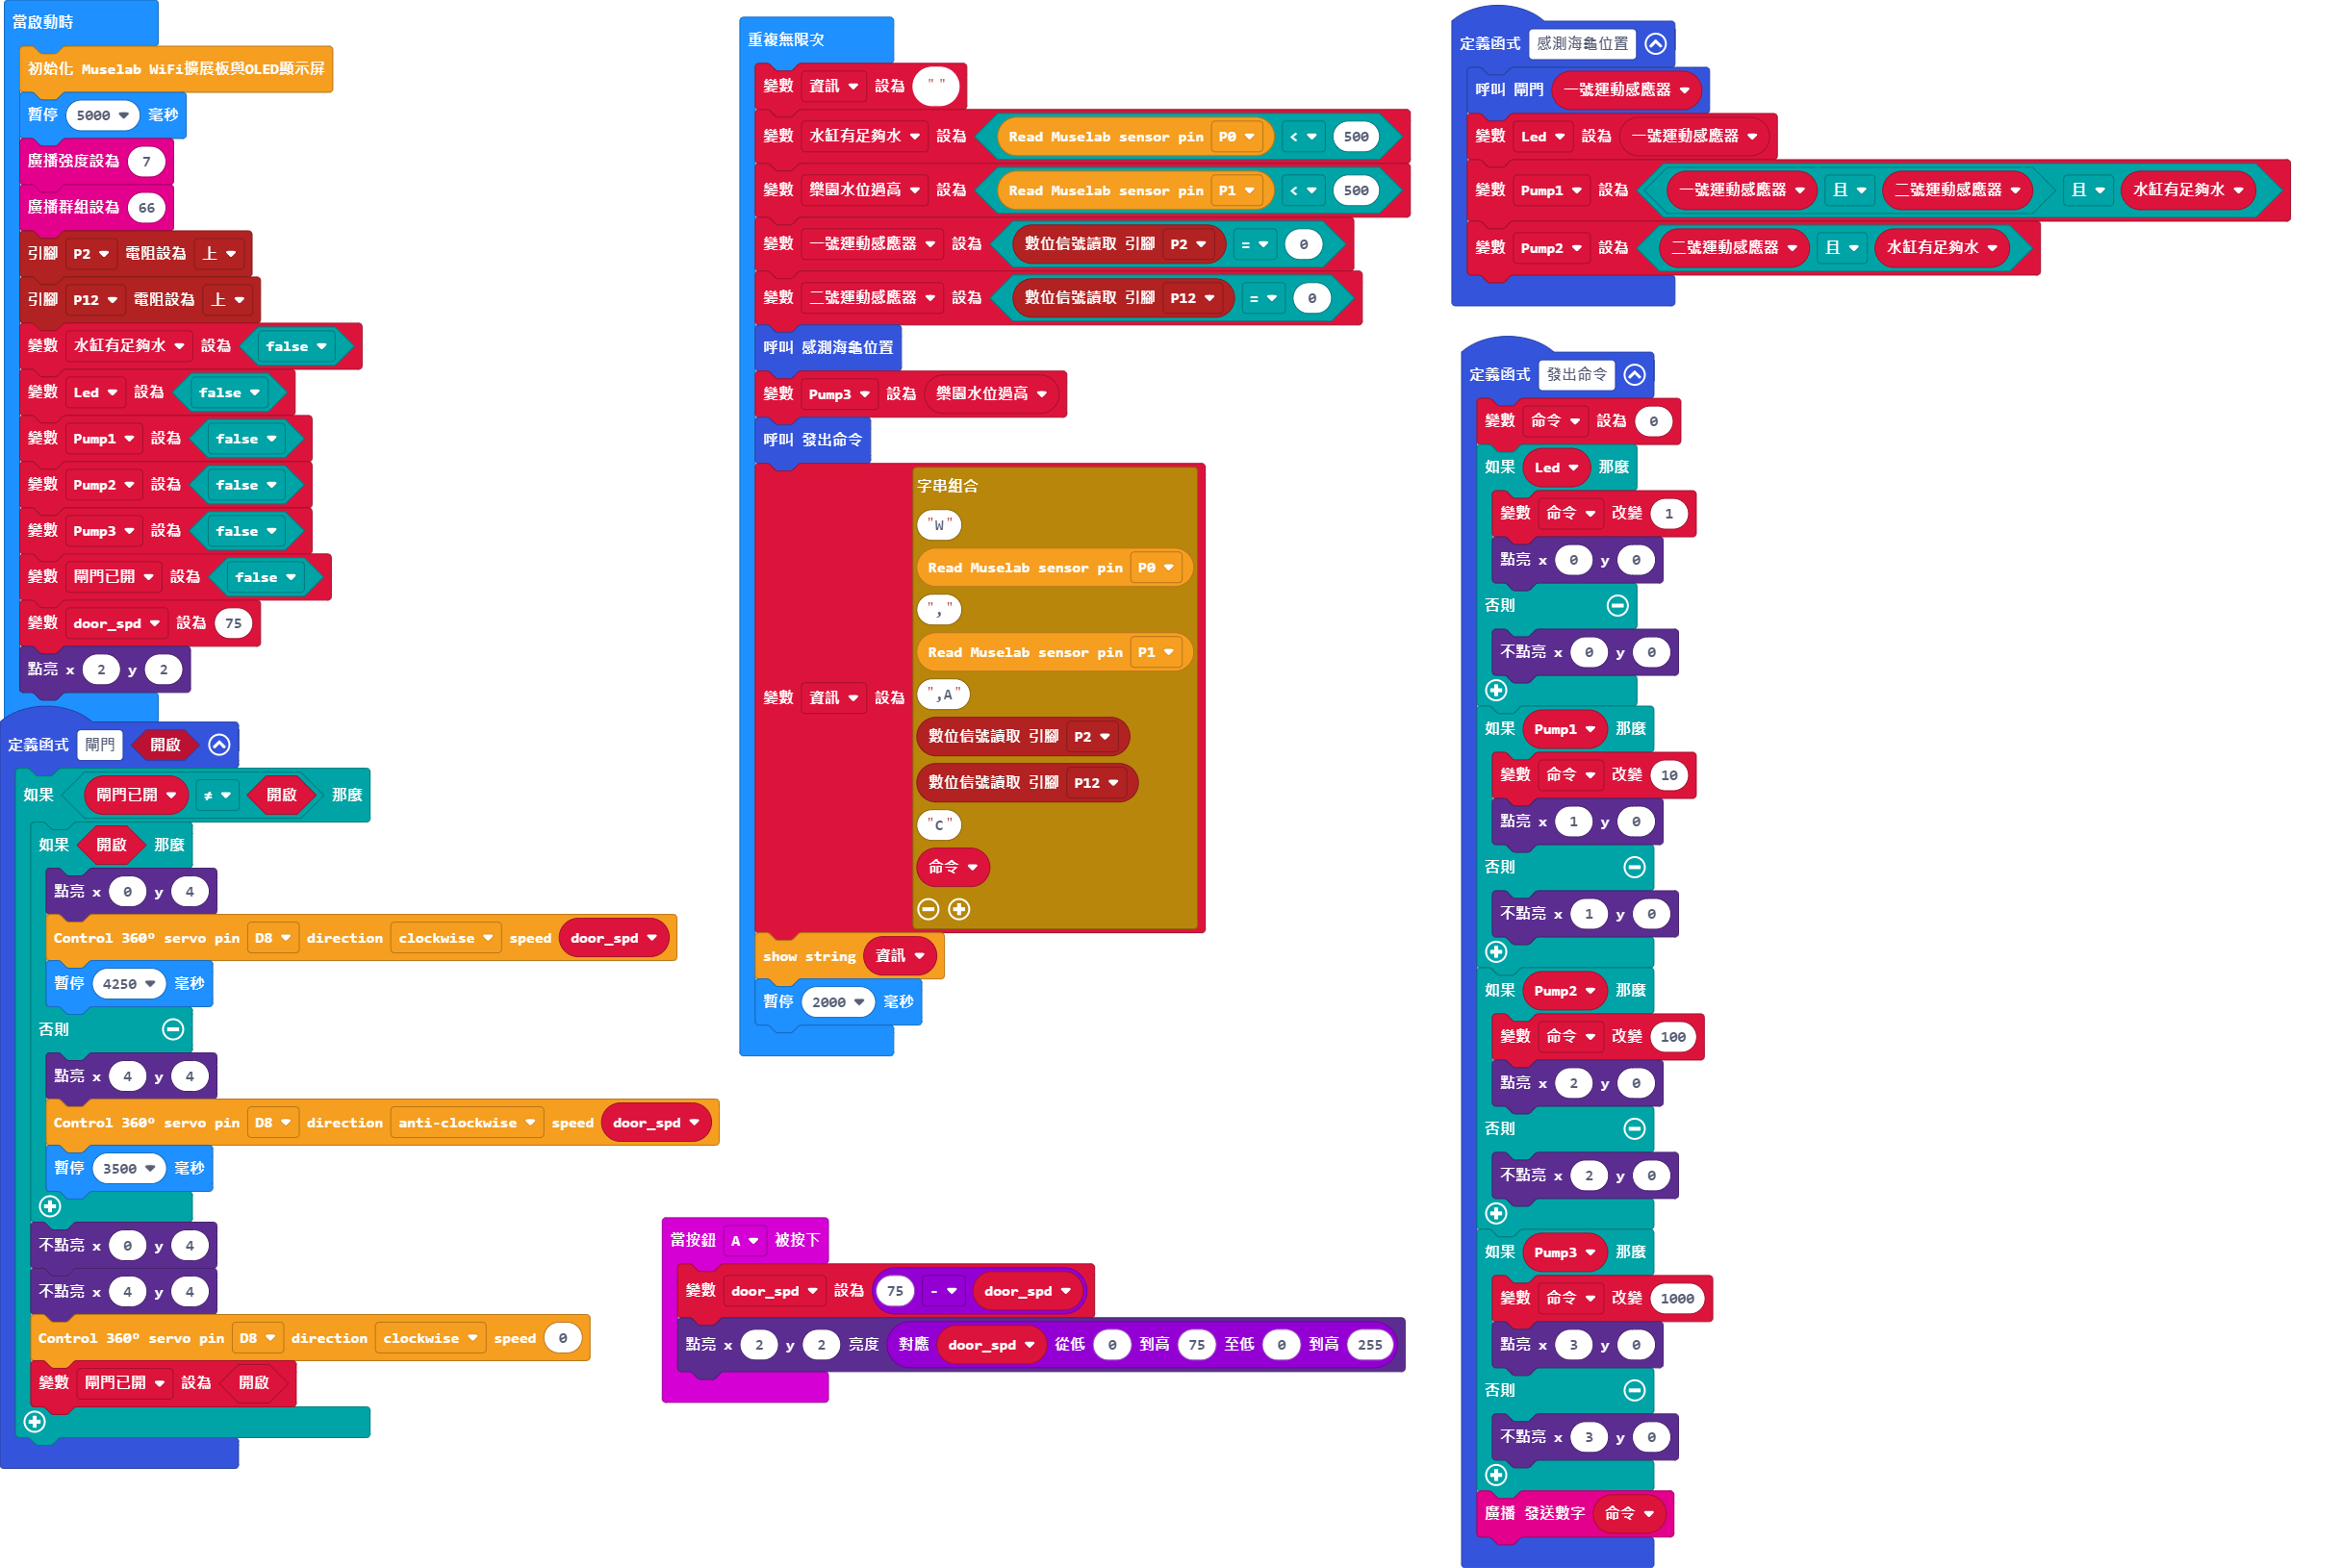 當啟動時
初始化 Muselab WiFi擴展板與OLED顯示屏
暫停 5000 毫秒
廣播強度設為 7
廣播群組設為 66
引腳 P2 電阻設為 上
引腳 P12 電阻設為 上
變數 水缸有足夠水 設為 false
變數 Led 設為 false
變數 Pump1 設為 false
變數 Pump2 設為 false
變數 Pump3 設為 false
變數 閘門已開 設為 false
變數 door_spd 設為 75
點亮 x 2 y 2
定義函式 閘門 開啟
如果 閘門已開 ≠ 開啟 那麼
如果 開啟 那麼
點亮 x 0 y 4
Control 360º servo pin D8 direction clockwise speed door_spd
暫停 4250 毫秒
否則
點亮 x 4 y 4
Control 360º servo pin D8 direction anti-clockwise speed door_spd
暫停 3500 毫秒
不點亮 x 0 y 4
不點亮 x 4 y 4
Control 360º servo pin D8 direction clockwise speed 0
變數 閘門已開 設為 開啟
重複無限次
變數 資訊 設為 " "
變數 水缸有足夠水 設為 Read Muselab sensor pin P0 < 500
變數 樂園水位過高 設為 Read Muselab sensor pin P1 < 500
變數 一號運動感應器 設為 數位信號讀取 引腳 P2 = 0
變數 二號運動感應器 設為 數位信號讀取 引腳 P12 = 0
呼叫 感測海龜位置
變數 Pump3 設為 樂園水位過高
呼叫 發出命令
變數 資訊 設為 字串組合
"W"
Read Muselab sensor pin P0
","
Read Muselab sensor pin P1
",A"
數位信號讀取 引腳 P2
數位信號讀取 引腳 P12
"C"
命令
show string 資訊
暫停 2000 毫秒
當按鈕 A 被按下
變數 door_spd 設為 75 - door_spd
點亮 x 2 y 2 亮度 對應 door_spd 從低 0 到高 75 至低 0 到高 255
定義函式 感測海龜位置
呼叫 閘門 一號運動感應器
變數 Led 設為 一號運動感應器
變數 Pump1 設為 一號運動感應器 且 二號運動感應器 且 水缸有足夠水
變數 Pump2 設為 二號運動感應器 且 水缸有足夠水
定義函式 發出命令
變數 命令 設為 0
如果 Led 那麼
變數 命令 改變 1
點亮 x 0 y 0
否則
不點亮 x 0 y 0
如果 Pump1 那麼
變數 命令 改變 10
點亮 x 1 y 0
否則
不點亮 x 1 y 0
如果 Pump2 那麼
變數 命令 改變 100
點亮 x 2 y 0
否則
不點亮 x 2 y 0
如果 Pump3 那麼
變數 命令 改變 1000
點亮 x 3 y 0
否則
不點亮 x 3 y 0
廣播 發送數字 命令